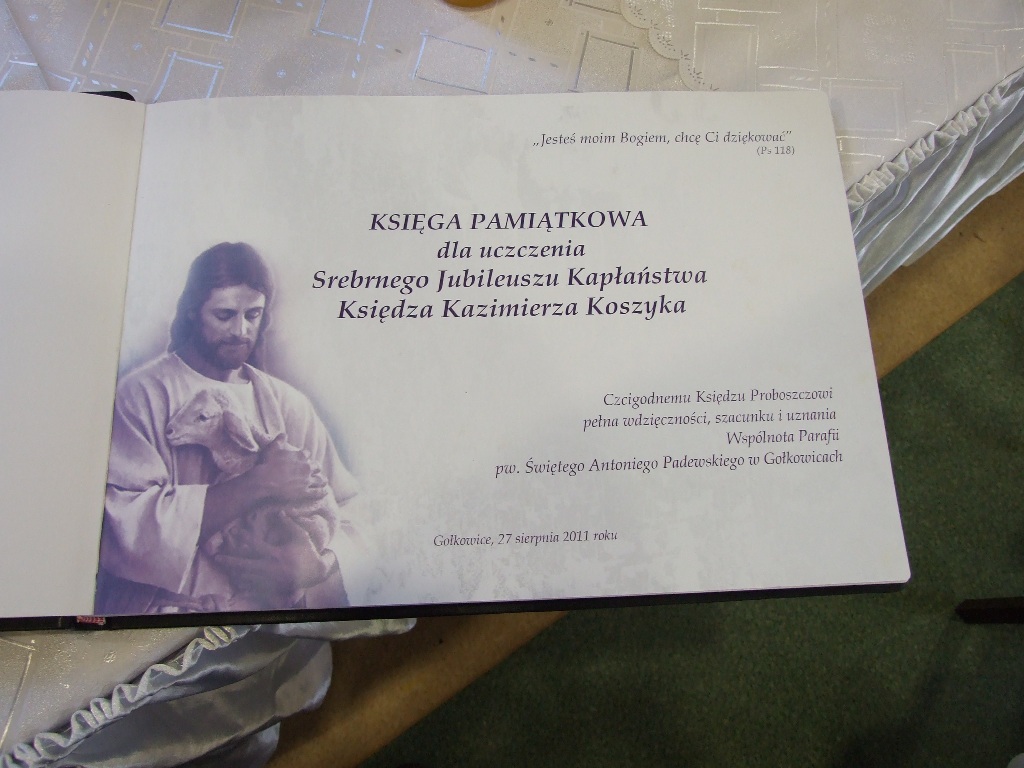 „Jesteś moim Bogiem, chcę Ci dziękować”
(Ps 118)
KSIĘGA PAMIĄTKOWA
dla uczczenia
Srebrnego Jubileuszu Kapłaństwa
Księdza Kazimierza Koszyka
Czcigodnemu Księdzu Proboszczowi
pełna wdzięczności, szacunku i uznania
Wspólnota Parafii
pw. Świętego Antoniego Padewskiego w Gołkowicach
Gołkowice, 27 sierpnia 2011 roku